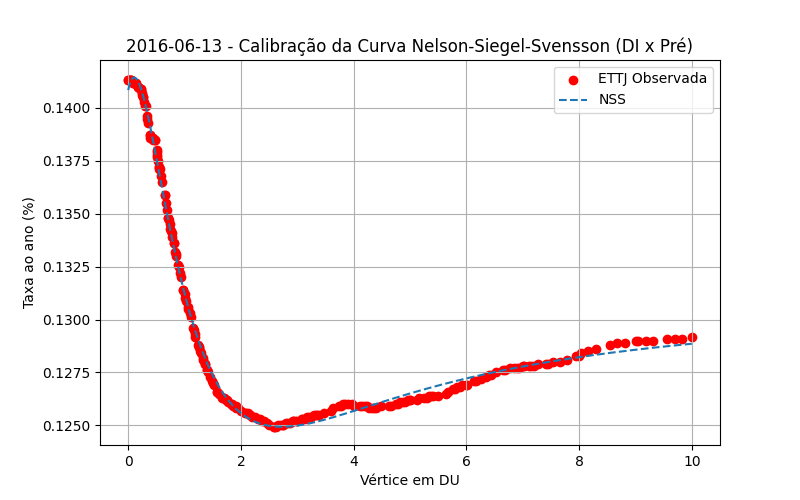 2016-06-13 - Calibração da Curva Nelson-Siegel-Svensson (DI x Pré)
ETTJ Observada
NSS
Taxa ao ano (%)
0.1400
0.1375
0.1350
0.1325
0.1300
0.1275
0.1250
0 2 4 6 8 10
Vértice em DU